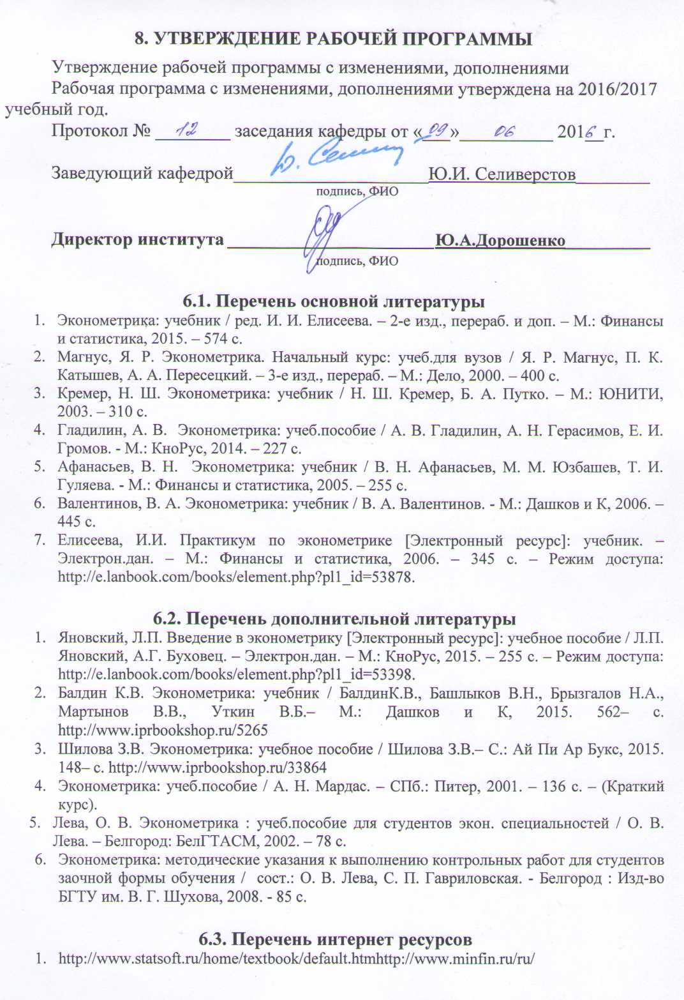 8. УТВЕРЖДЕНИЕ РАБОЧЕЙ ПРОГРАММЫ
Утверждение рабочей программы с изменениями, дополнениями
Рабочая программа с изменениями, дополнениями утверждена на 2016/2017
учебный год.
Протокол № 12 заседания кафедры от «09» 06 2016 г.
Заведующий кафедрой Ю.И. Селиверстов
подпись, ФИО
Директор института Ю.А.Дорошенко
подпись, ФИО
6.1. Перечень основной литературы
1. Эконометрика: учебник / ред. И. И. Елисеева. – 2-е изд., перераб. и доп. – М.: Финансы
и статистика, 2015. – 574 с.
2. Магнус, Я. Р. Эконометрика. Начальный курс: учеб.для вузов / Я. Р. Магнус, П. К.
Катышев, А. А. Пересецкий. – 3-е изд., перераб. – М.: Дело, 2000. – 400 с.
3. Кремер, Н. Ш. Эконометрика: учебник / Н. Ш. Кремер, Б. А. Путко. – М.: ЮНИТИ,
2003. – 310 с.
4. Гладилин, А. В. Эконометрика: учеб.пособие / А. В. Гладилин, А. Н. Герасимов, Е. И.
Громов. - М.: КноРус, 2014. – 227 с.
5. Афанасьев, В. Н. Эконометрика: учебник / В. Н. Афанасьев, М. М. Юзбашев, Т. И.
Гуляева. - М.: Финансы и статистика, 2005. – 255 с.
6. Валентинов, В. А. Эконометрика: учебник / В. А. Валентинов. - М.: Дашков и К, 2006. –
445 с.
7. Елисеева, И.И. Практикум по эконометрике [Электронный ресурс]: учебник. –
Электрон.дан. – М.: Финансы и статистика, 2006. – 345 с. – Режим доступа:
http://e.lanbook.com/books/element.php?pl1_id=53878.
6.2. Перечень дополнительной литературы
1. Яновский, Л.П. Введение в эконометрику [Электронный ресурс]: учебное пособие / Л.П.
Яновский, А.Г. Буховец. – Электрон.дан. – М.: КноРус, 2015. – 255 с. – Режим доступа:
http://e.lanbook.com/books/element.php?pl1_id=53398.
2. Балдин К.В. Эконометрика: учебник / БалдинК.В., Башлыков В.Н., Брызгалов Н.А.,
Мартынов В.В., Уткин В.Б.– М.: Дашков и К, 2015. 562– с.
http://www.iprbookshop.ru/5265
3. Шилова З.В. Эконометрика: учебное пособие / Шилова З.В.– С.: Ай Пи Ар Букс, 2015.
148– с. http://www.iprbookshop.ru/33864
4. Эконометрика: учеб.пособие / А. Н. Мардас. – СПб.: Питер, 2001. – 136 с. – (Краткий
курс).
5. Лева, О. В. Эконометрика : учеб.пособие для студентов экон. специальностей / О. В.
Лева. – Белгород: БелГТАСМ, 2002. – 78 с.
6. Эконометрика: методические указания к выполнению контрольных работ для студентов
заочной формы обучения / сост.: О. В. Лева, С. П. Гавриловская. - Белгород : Изд-во
БГТУ им. В. Г. Шухова, 2008. - 85 с.
6.3. Перечень интернет ресурсов
1. http://www.statsoft.ru/home/textbook/default.htmhttp://www.minfin.ru/ru/